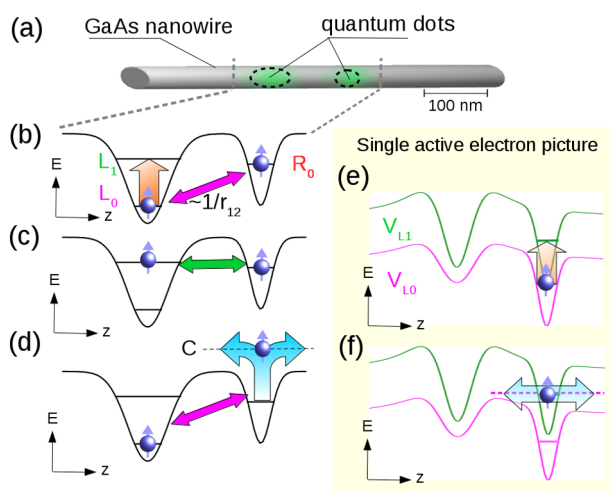 (a)
GaAs nanowire
quantum dots
100 nm
(b)
E
z
L1
L0
R0
~1/r12
(c)
E
z
(d)
C
E
z
Single active electron picture
(e)
VL1
VL0
E
z
(f)
E
z